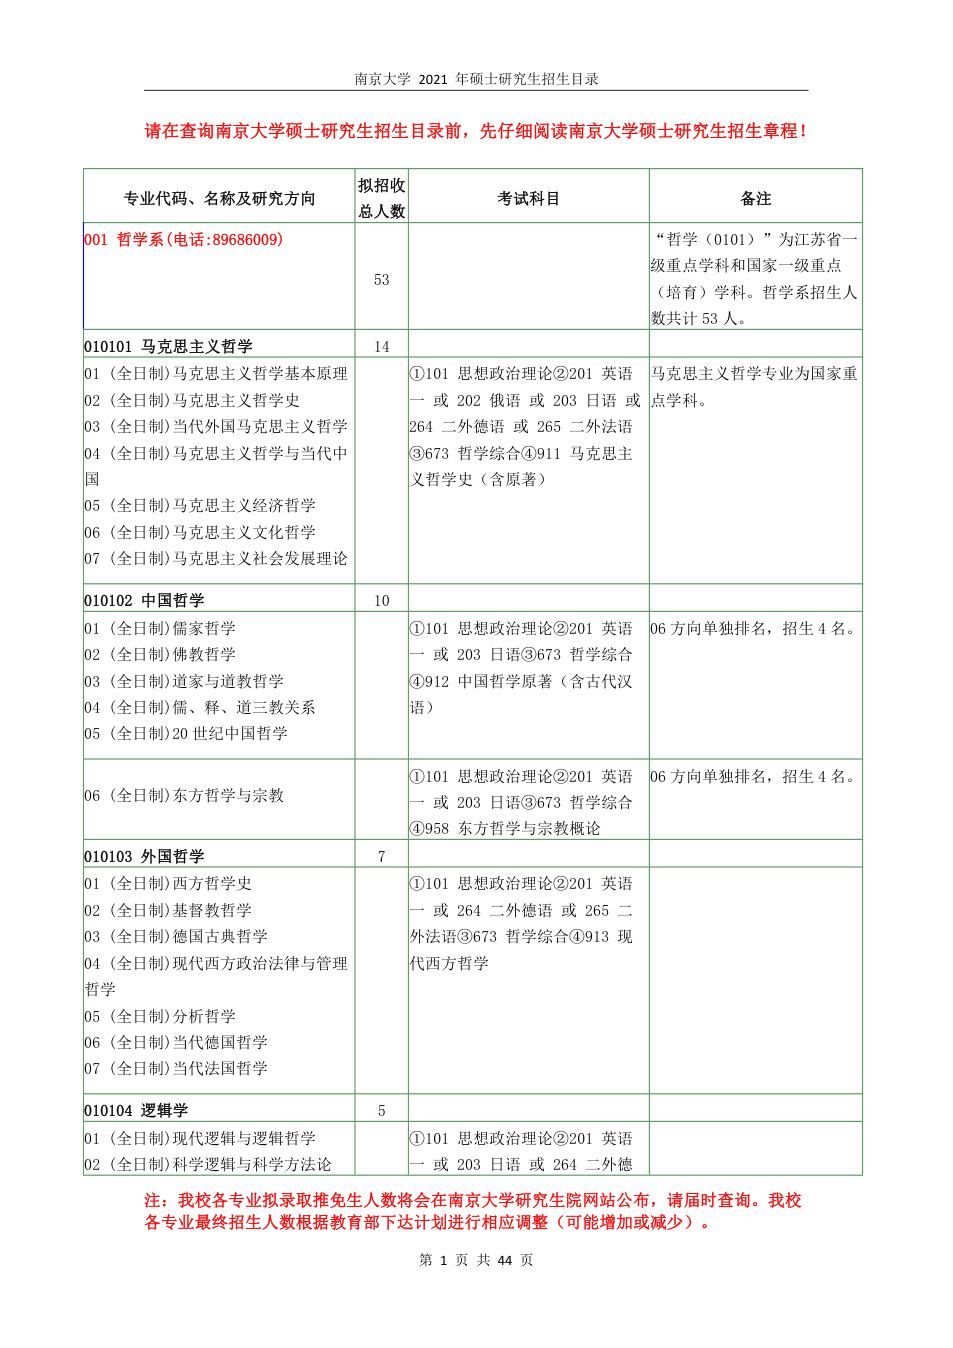 南京大学 2021 年硕士研究生招生目录
请在查询南京大学硕士研究生招生目录前，先仔细阅读南京大学硕士研究生招生章程！
专业代码、名称及研究方向
拟招收
总人数
考试科目
备注
001 哲学系(电话:89686009)
53
“哲学（0101）”为江苏省一
级重点学科和国家一级重点
（培育）学科。哲学系招生人
数共计 53 人。
010101 马克思主义哲学
14
01 (全日制)马克思主义哲学基本原理
02 (全日制)马克思主义哲学史
03 (全日制)当代外国马克思主义哲学
04 (全日制)马克思主义哲学与当代中
国
05 (全日制)马克思主义经济哲学
06 (全日制)马克思主义文化哲学
07 (全日制)马克思主义社会发展理论
①101 思想政治理论②201 英语
一 或 202 俄语 或 203 日语 或
264 二外德语 或 265 二外法语
③673 哲学综合④911 马克思主
义哲学史（含原著）
马克思主义哲学专业为国家重
点学科。
010102 中国哲学
10
01 (全日制)儒家哲学
02 (全日制)佛教哲学
03 (全日制)道家与道教哲学
04 (全日制)儒、释、道三教关系
05 (全日制)20 世纪中国哲学
①101 思想政治理论②201 英语
一 或 203 日语③673 哲学综合
④912 中国哲学原著（含古代汉
语）
06 方向单独排名，招生 4 名。
06 (全日制)东方哲学与宗教
①101 思想政治理论②201 英语
一 或 203 日语③673 哲学综合
④958 东方哲学与宗教概论
06 方向单独排名，招生 4 名。
010103 外国哲学
7
01 (全日制)西方哲学史
02 (全日制)基督教哲学
03 (全日制)德国古典哲学
04 (全日制)现代西方政治法律与管理
哲学
05 (全日制)分析哲学
06 (全日制)当代德国哲学
07 (全日制)当代法国哲学
①101 思想政治理论②201 英语
一 或 264 二外德语 或 265 二
外法语③673 哲学综合④913 现
代西方哲学
010104 逻辑学
5
01 (全日制)现代逻辑与逻辑哲学
02 (全日制)科学逻辑与科学方法论
①101 思想政治理论②201 英语
一 或 203 日语 或 264 二外德
注：我校各专业拟录取推免生人数将会在南京大学研究生院网站公布，请届时查询。我校
各专业最终招生人数根据教育部下达计划进行相应调整（可能增加或减少）。
第 1 页 共 44 页